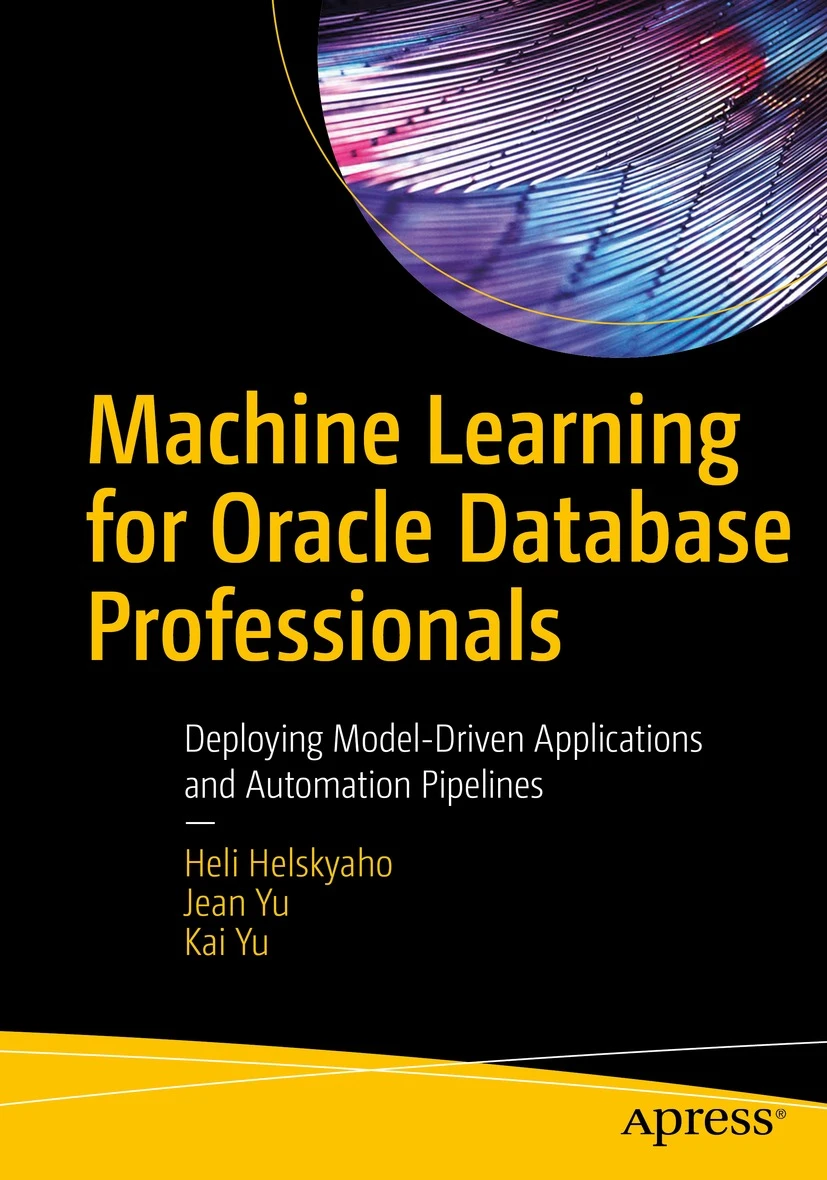 Machine Learning
for Oracle Database
Professionals
Deploying Model-Driven Applications
and Automation Pipelines
—
Heli Helskyaho
Jean Yu
Kai Yu
Apress®